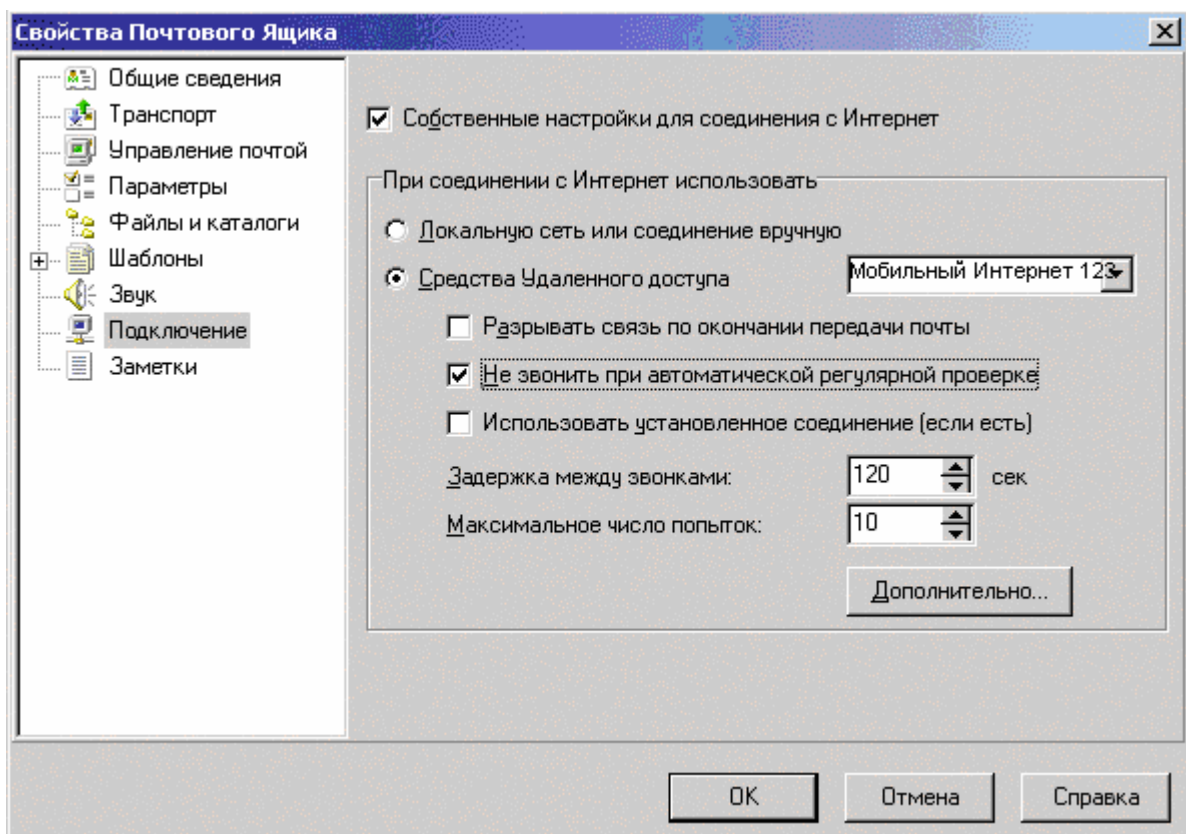 Свойства Почтового Ящика
Общие сведения
Транспорт
Управление почтой
Параметры
Файлы и каталоги
Шаблоны
Звук
Подключение
Заметки
Собственные настройки для соединения с Интернет
При соединении с Интернет использовать
Локальную сеть или соединение вручную
Средства Удаленного доступа
Мобильный Интернет 123
Разрывать связь по окончании передачи почты
Не звонить при автоматической регулярной проверке
Использовать установленное соединение (если есть)
Задержка между звонками: 120 сек
Максимальное число попыток: 10
Дополнительно...
OK Отмена Справка